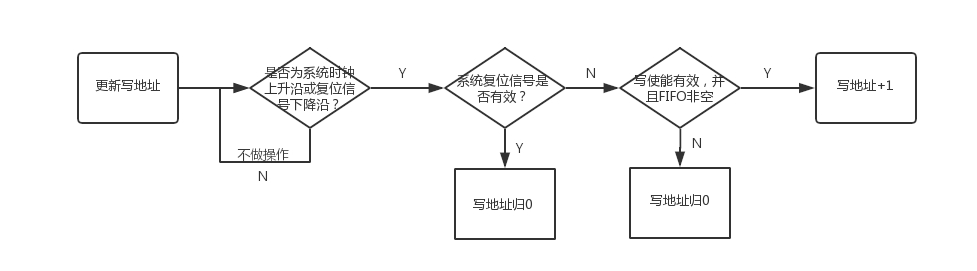 更新写地址
是否为系统时钟
上升沿或复位信
号下降沿？
Y
不做操作
N
系统复位信号是
否有效？
Y
写地址归0
N
写使能有效，并
且FIFO非空
Y
写地址+1
N
写地址归0